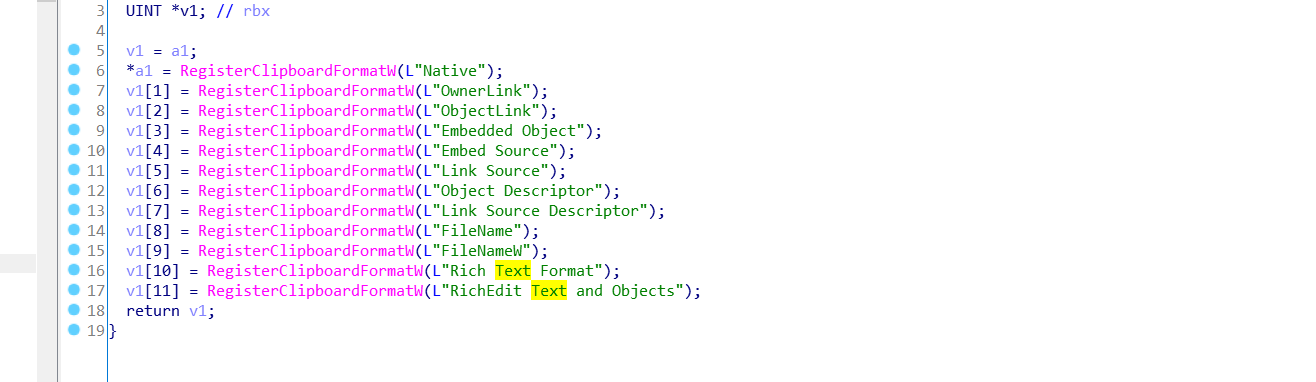 3 UINT *v1; // rbx
4
5 v1 = a1;
6 *a1 = RegisterClipboardFormatW(L"Native");
7 v1[1] = RegisterClipboardFormatW(L"OwnerLink");
8 v1[2] = RegisterClipboardFormatW(L"ObjectLink");
9 v1[3] = RegisterClipboardFormatW(L"Embedded Object");
10 v1[4] = RegisterClipboardFormatW(L"Embed Source");
11 v1[5] = RegisterClipboardFormatW(L"Link Source");
12 v1[6] = RegisterClipboardFormatW(L"Object Descriptor");
13 v1[7] = RegisterClipboardFormatW(L"Link Source Descriptor");
14 v1[8] = RegisterClipboardFormatW(L"FileName");
15 v1[9] = RegisterClipboardFormatW(L"FileNameW");
16 v1[10] = RegisterClipboardFormatW(L"Rich Text Format");
17 v1[11] = RegisterClipboardFormatW(L"RichEdit Text and Objects");
18 return v1;
19 }